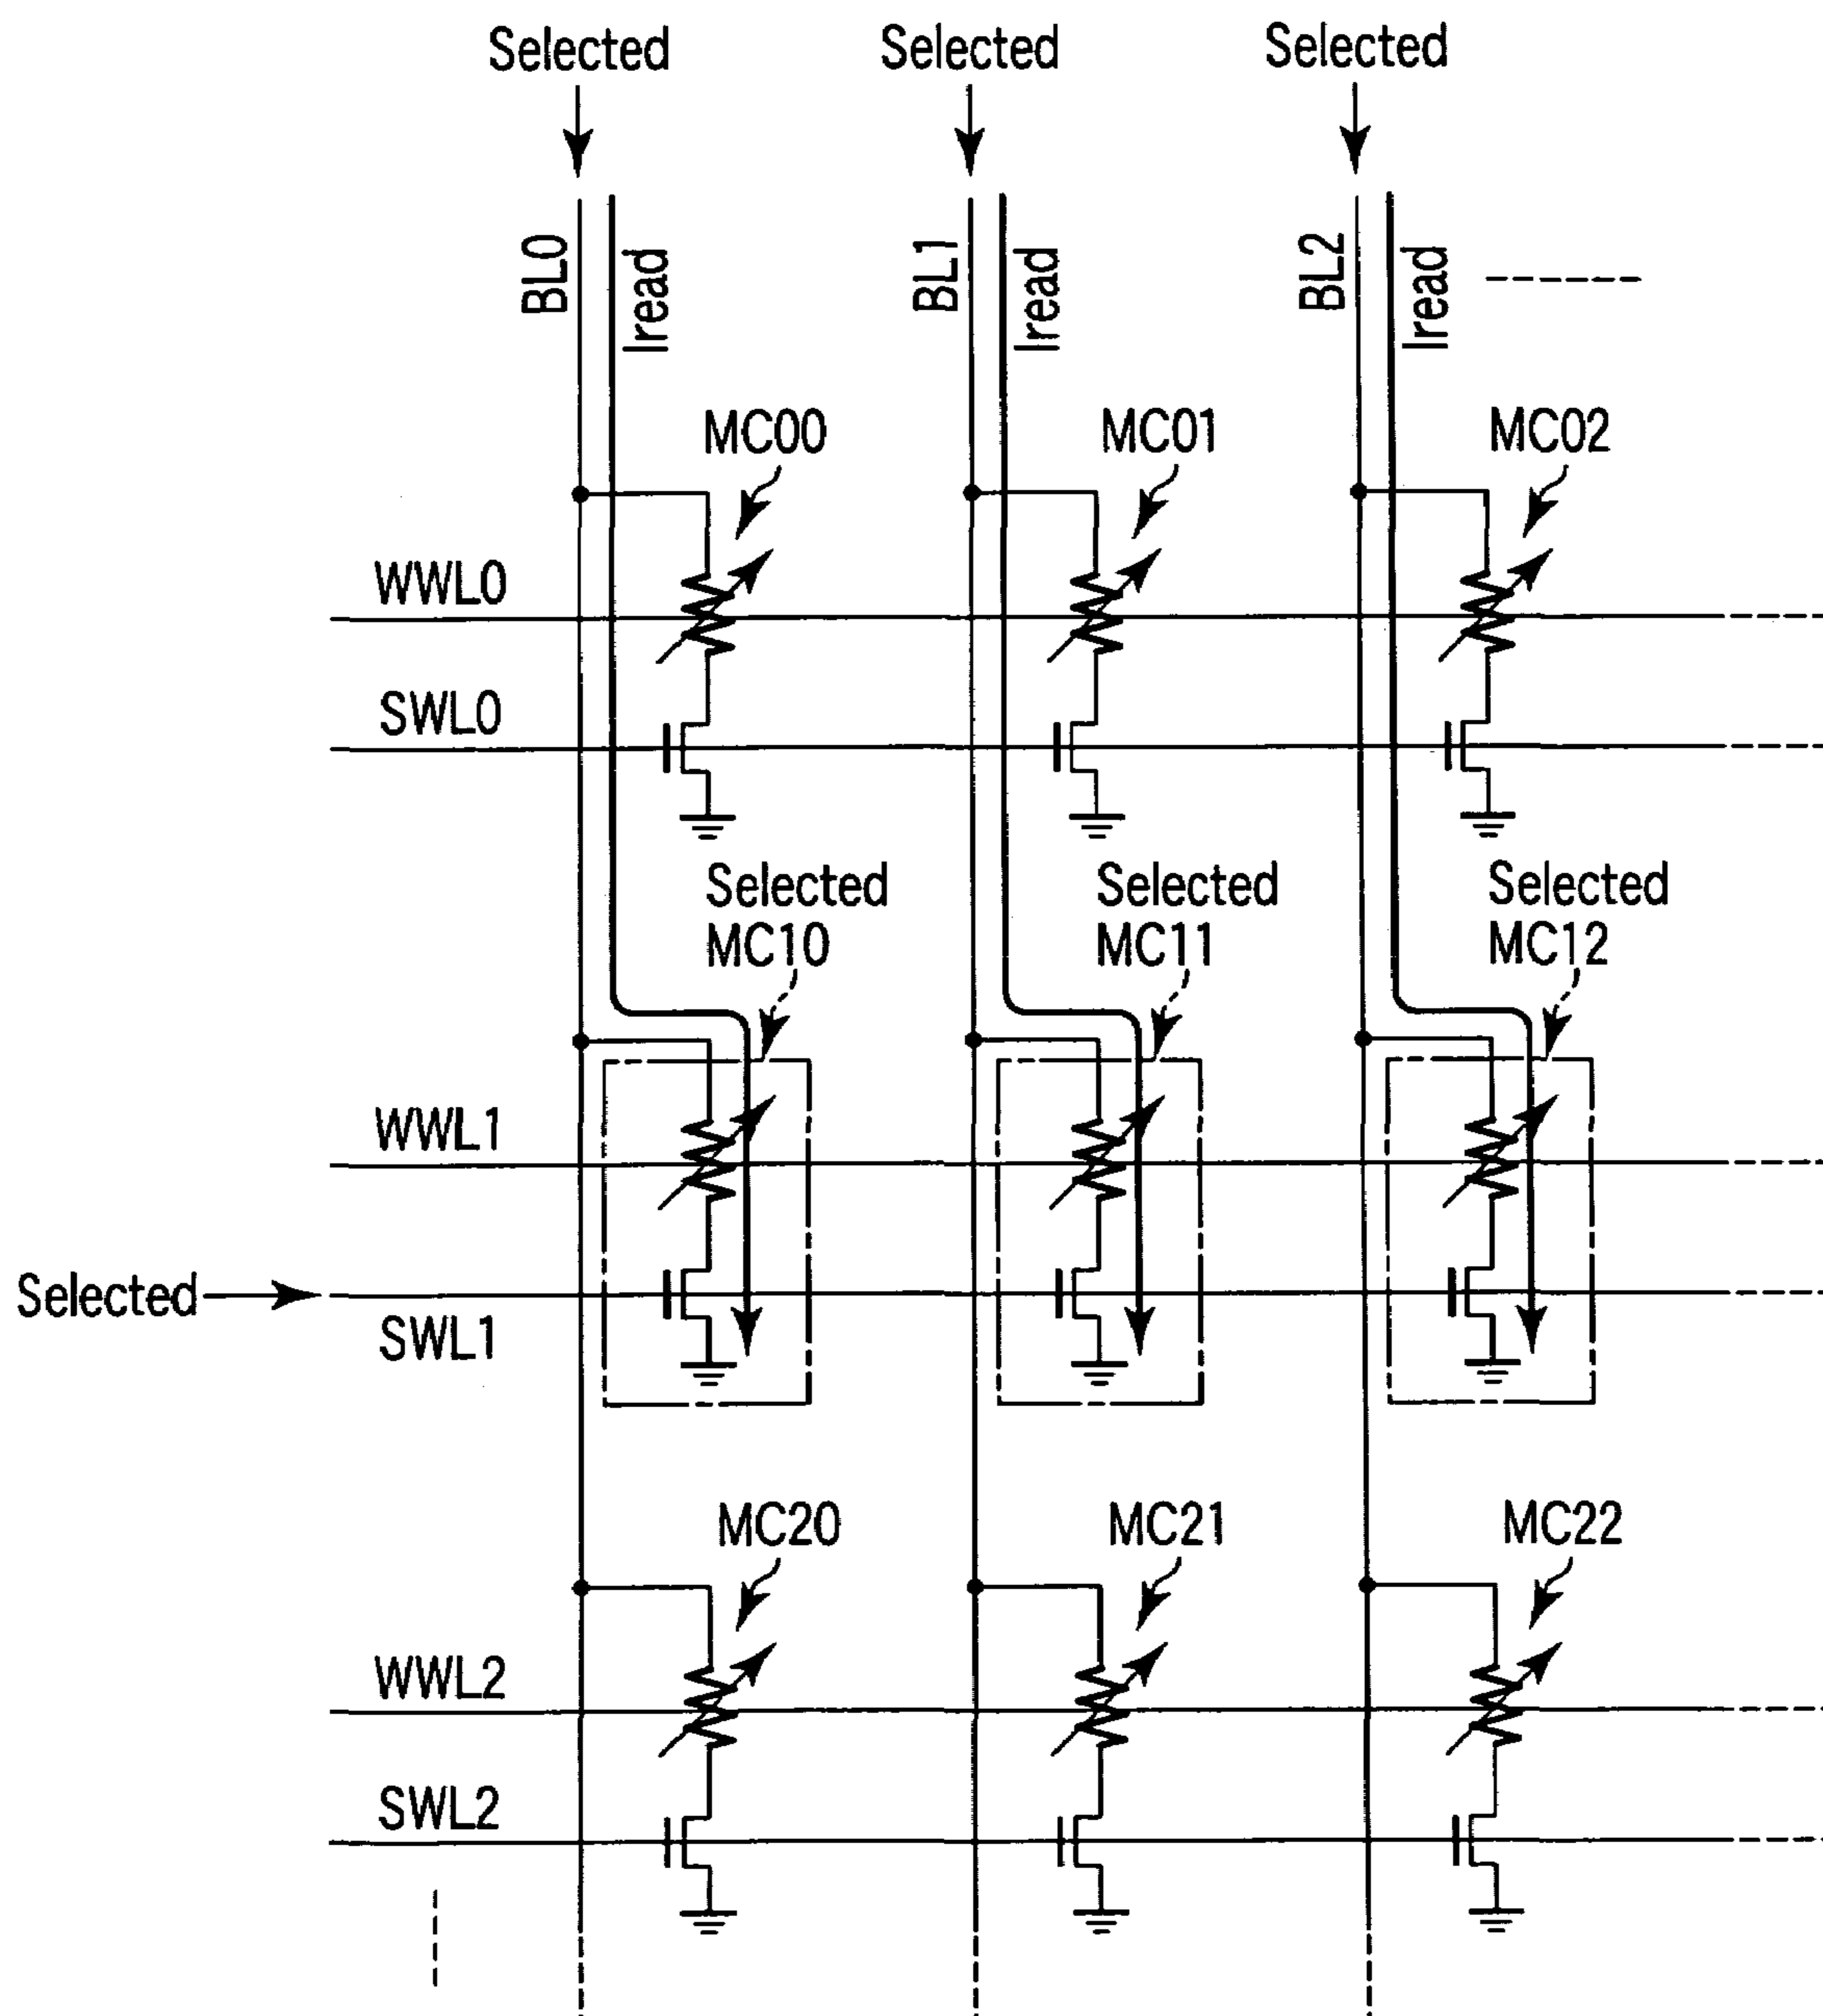 Selected
Selected
Selected
BL0
Iread
BL1
Iread
BL2
Iread
MC00
MC01
MC02
WWL0
SWL0
Selected
MC10
Selected
MC11
Selected
MC12
WWL1
Selected
SWL1
MC20
MC21
MC22
WWL2
SWL2